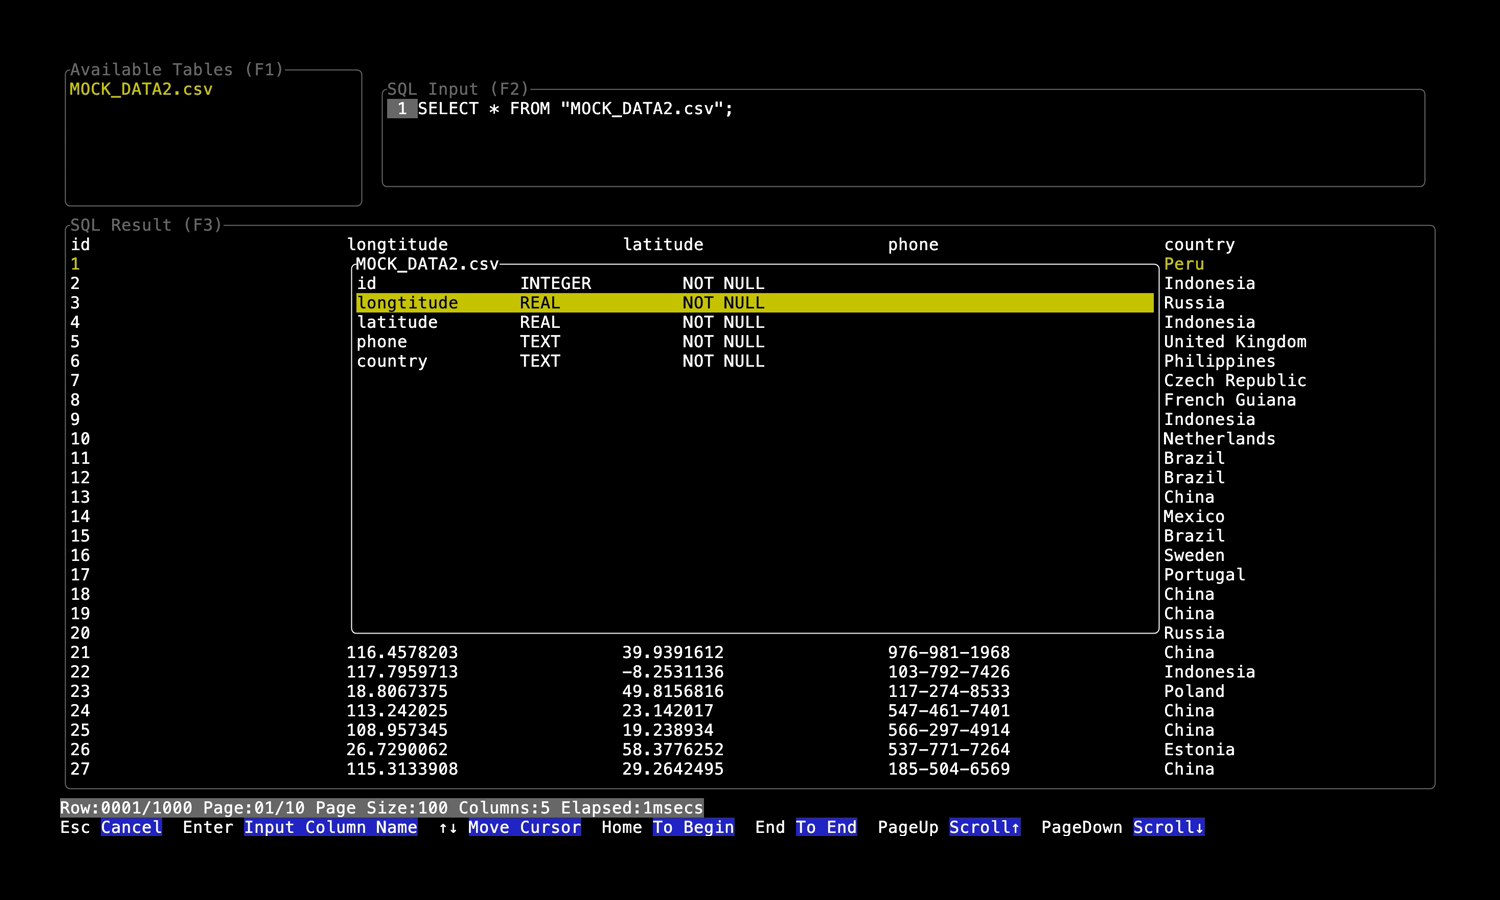 Available Tables (F1)
MOCK_DATA2.csv
SQL Input (F2)
1 SELECT * FROM "MOCK_DATA2.csv";
SQL Result (F3)
id longtitude latitude phone country
MOCK_DATA2.csv
id INTEGER NOT NULL
longtitude REAL NOT NULL
latitude REAL NOT NULL
phone TEXT NOT NULL
country TEXT NOT NULL
1 Peru
2 Indonesia
3 Russia
4 Indonesia
5 United Kingdom
6 Philippines
7 Czech Republic
8 French Guiana
9 Indonesia
10 Netherlands
11 Brazil
12 Brazil
13 China
14 Mexico
15 Brazil
16 Sweden
17 Portugal
18 China
19 China
20 Russia
21 116.4578203 39.9391612 976-981-1968 China
22 117.7959713 -8.2531136 103-792-7426 Indonesia
23 18.8067375 49.8156816 117-274-8533 Poland
24 113.242025 23.142017 547-461-7401 China
25 108.957345 19.238934 566-297-4914 China
26 26.7290062 58.3776252 537-771-7264 Estonia
27 115.3133908 29.2642495 185-504-6569 China
Row:0001/1000 Page:01/10 Page Size:100 Columns:5 Elapsed:1msecs
Esc Cancel Enter Input Column Name ↑↓ Move Cursor Home To Begin End To End PageUp Scroll↑ PageDown Scroll↓